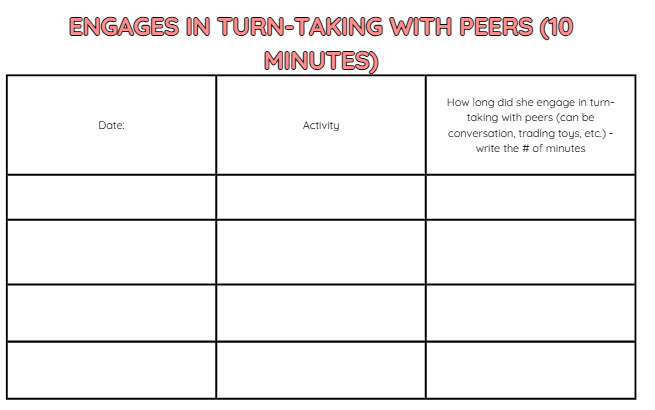 ENGAGES IN TURN-TAKING WITH PEERS (10
MINUTES)
Date:
Activity
How long did she engage in turn-
taking with peers (can be
conversation, trading toys, etc.) -
write the # of minutes